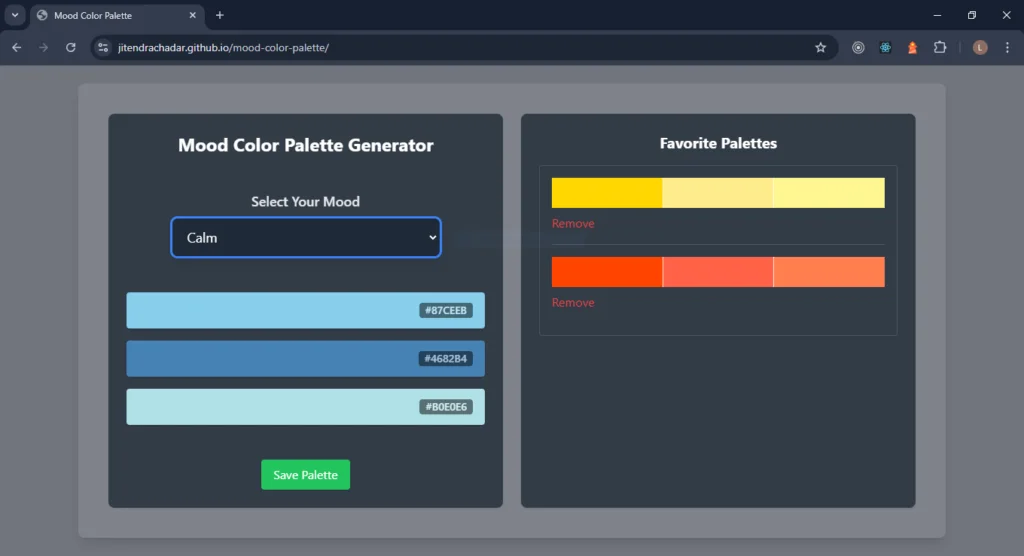 Mood Color Palette
jitendrachadar.github.io/mood-color-palette/
L
Mood Color Palette Generator
Select Your Mood
Calm
#87CEEB
#4682B4
#B0E0E6
Save Palette
Favorite Palettes
Remove
Remove